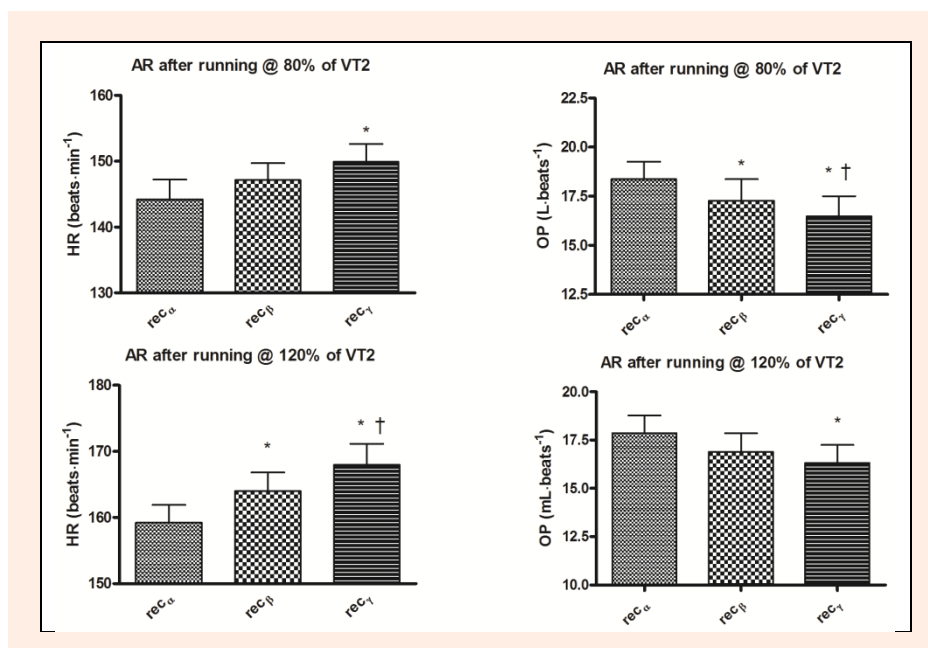 AR after running @ 80% of VT2
HR (beats·min⁻¹)
160
150
140
130
*
recα
recβ
recγ
AR after running @ 80% of VT2
OP (L·beats⁻¹)
22.5
20.0
17.5
15.0
12.5
*
* †
recα
recβ
recγ
AR after running @ 120% of VT2
HR (beats·min⁻¹)
180
170
160
150
*
* †
recα
recβ
recγ
AR after running @ 120% of VT2
OP (mL·beats⁻¹)
20.0
17.5
15.0
12.5
10.0
*
recα
recβ
recγ